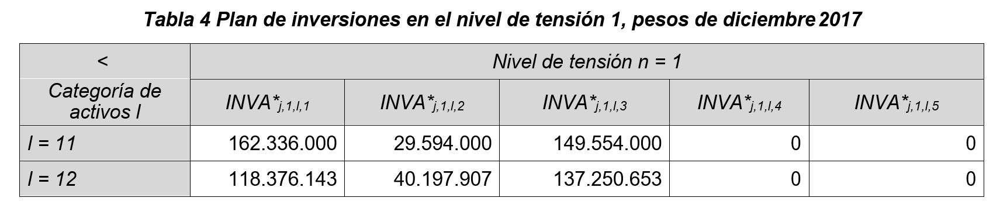 Tabla 4 Plan de inversiones en el nivel de tensión 1, pesos de diciembre 2017
< Nivel de tensión n = 1
Categoría de activos l INVA*j,1,l,1 INVA*j,1,l,2 INVA*j,1,l,3 INVA*j,1,l,4 INVA*j,1,l,5
l = 11 162.336.000 29.594.000 149.554.000 0 0
l = 12 118.376.143 40.197.907 137.250.653 0 0